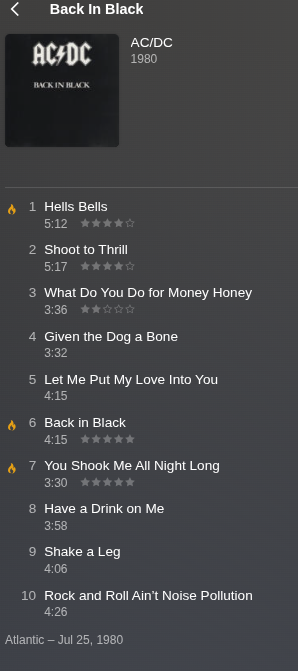 Back In Black
AC/DC
BACK IN BLACK
AC/DC
1980
1 Hells Bells
5:12
2 Shoot to Thrill
5:17
3 What Do You Do for Money Honey
3:36
4 Given the Dog a Bone
3:32
5 Let Me Put My Love Into You
4:15
6 Back in Black
4:15
7 You Shook Me All Night Long
3:30
8 Have a Drink on Me
3:58
9 Shake a Leg
4:06
10 Rock and Roll Ain’t Noise Pollution
4:26
Atlantic – Jul 25, 1980